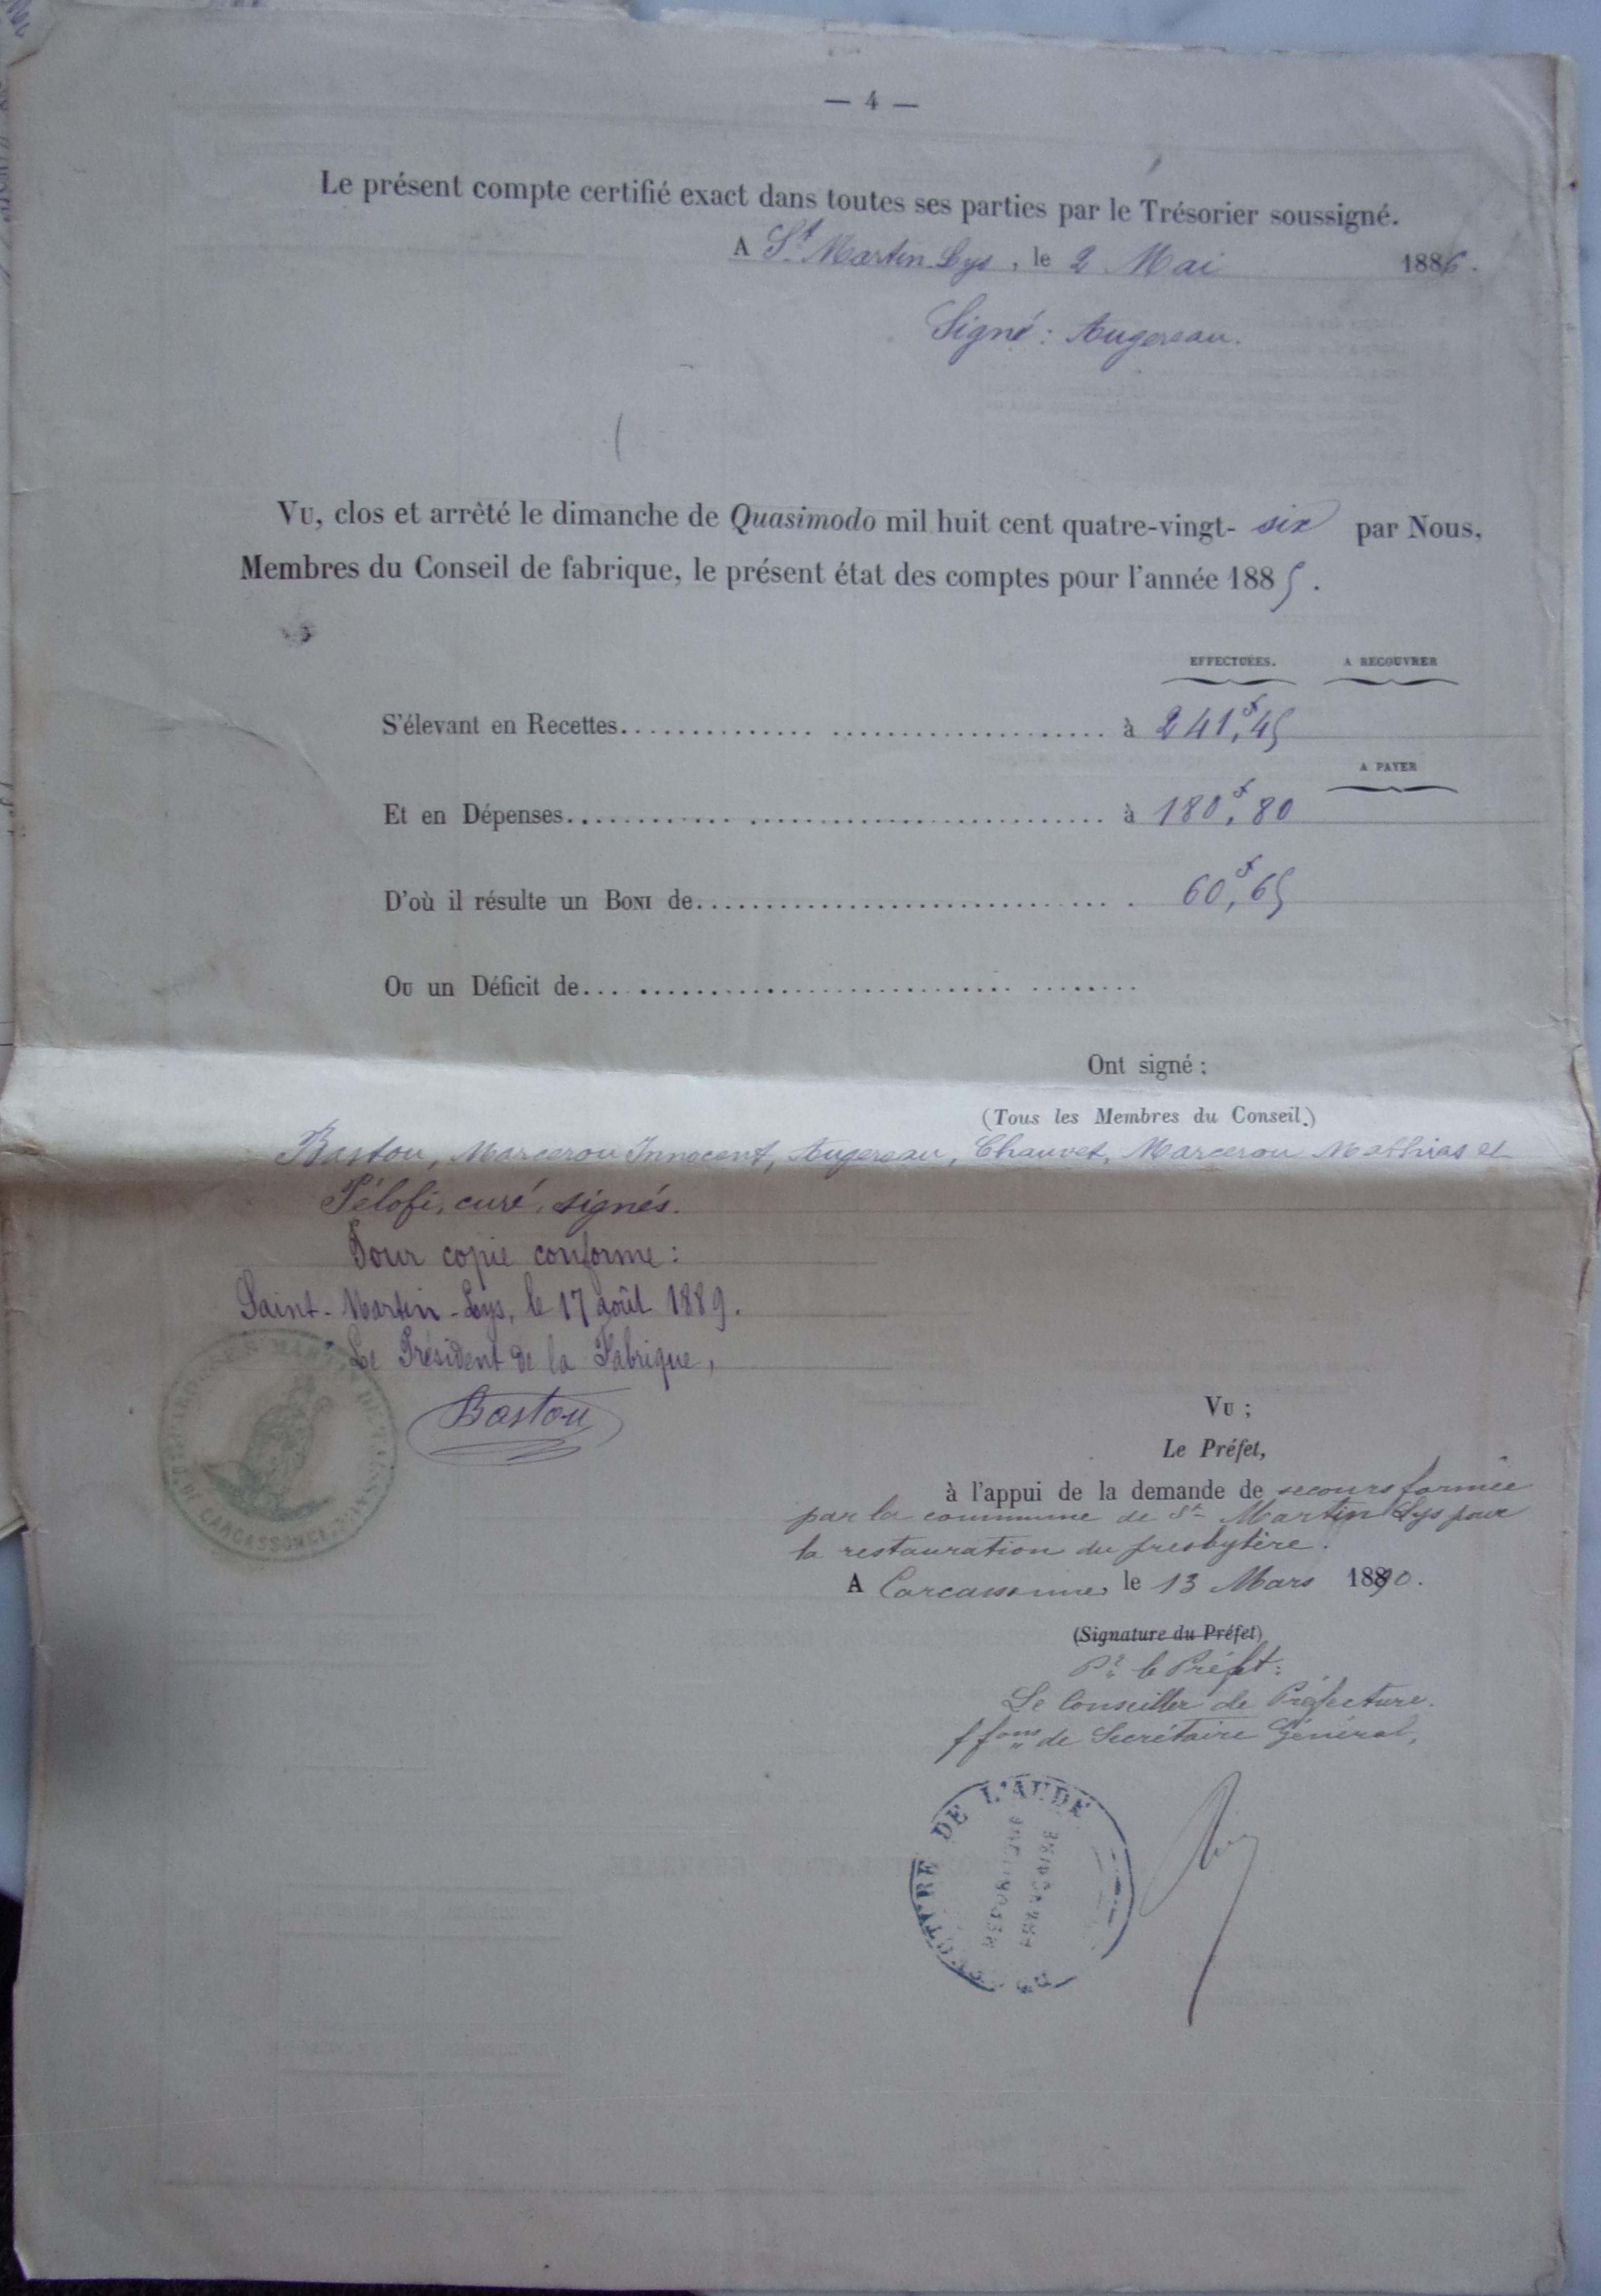 — 4 —
Le présent compte certifié exact dans toutes ses parties par le Trésorier soussigné.
A St Martin Lys, le 2 Mai 1886.
Signé : Augereau.
Vu, clos et arrêté le dimanche de Quasimodo mil huit cent quatre-vingt- six par Nous,
Membres du Conseil de fabrique, le présent état des comptes pour l'année 1885.
EFFECTUÉES. A RECOUVRER
S'élevant en Recettes.............. .................... à 241f,45
A PAYER
Et en Dépenses............ .......................... à 180f,80
D'où il résulte un BONI de.............................. . 60f,65
OU un Déficit de.............................. ........
Ont signé :
(Tous les Membres du Conseil.)
Bastou, Marcerou Innocent, Augereau, Chauvet, Marcerou Mathias et
Pélofi, curé, signés.
Pour copie conforme :
Saint-Martin-Lys, le 17 août 1889.
Le Président de la Fabrique,
Bastou
VU ;
Le Préfet,
à l'appui de la demande de secours formée
par la commune de St Martin Lys pour
la restauration du presbytère.
A Carcassonne, le 13 Mars 1890.
(Signature du Préfet)
Pr le Préfet :
Le Conseiller de Préfecture.
f fons de Secrétaire Général,
DE L'AUDE
DE CARCASSONNE